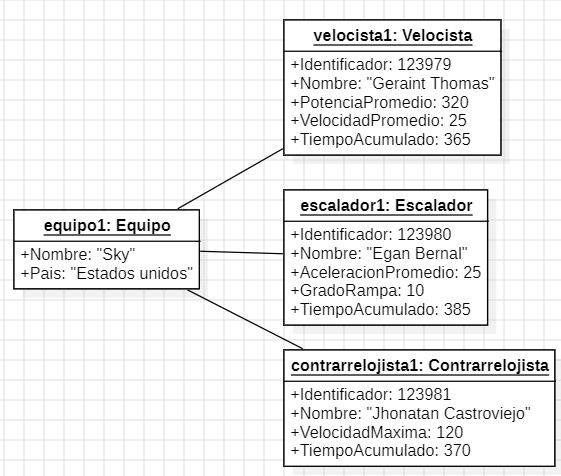 velocista1: Velocista
+Identificador: 123979
+Nombre: "Geraint Thomas"
+PotenciaPromedio: 320
+VelocidadPromedio: 25
+TiempoAcumulado: 365
equipo1: Equipo
+Nombre: "Sky"
+Pais: "Estados unidos"
escalador1: Escalador
+Identificador: 123980
+Nombre: "Egan Bernal"
+AceleracionPromedio: 25
+GradoRampa: 10
+TiempoAcumulado: 385
contrarrelojista1: Contrarrelojista
+Identificador: 123981
+Nombre: "Jhonatan Castroviejo"
+VelocidadMaxima: 120
+TiempoAcumulado: 370